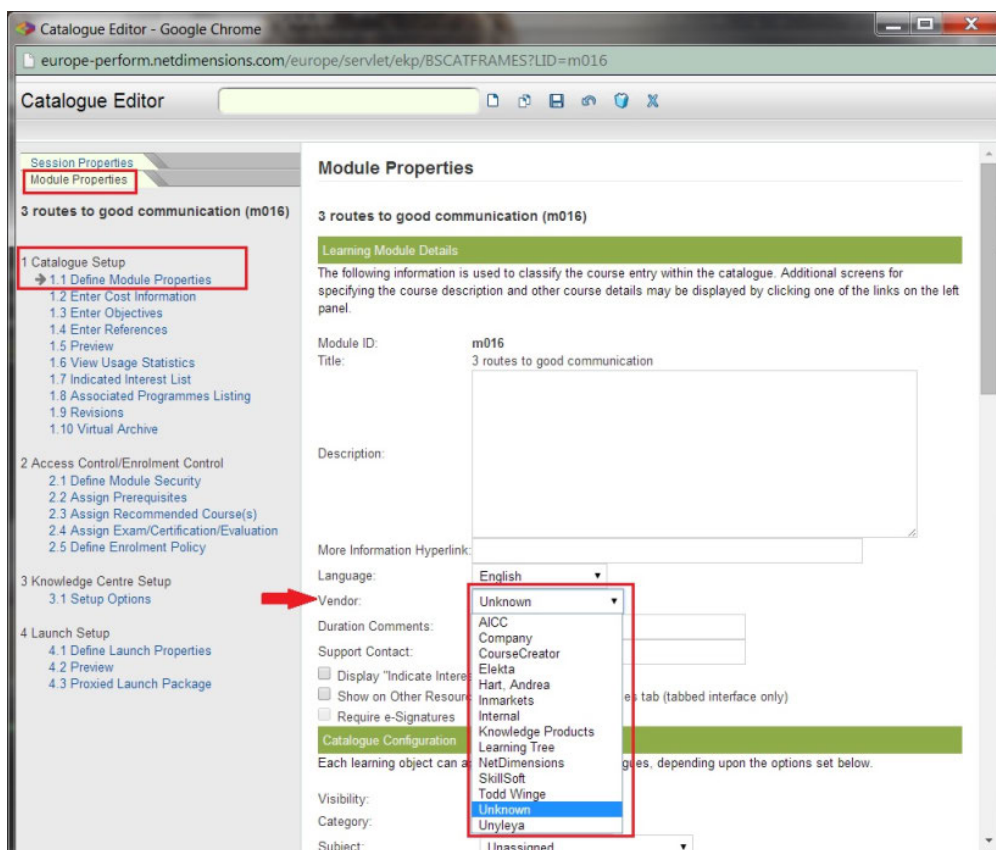 Catalogue Editor - Google Chrome
europe-perform.netdimensions.com/europe/servlet/ekp/BSCATFRAMES?LID=m016
Catalogue Editor
Session Properties
Module Properties
3 routes to good communication (m016)
1 Catalogue Setup
1.1 Define Module Properties
1.2 Enter Cost Information
1.3 Enter Objectives
1.4 Enter References
1.5 Preview
1.6 View Usage Statistics
1.7 Indicated Interest List
1.8 Associated Programmes Listing
1.9 Revisions
1.10 Virtual Archive
2 Access Control/Enrolment Control
2.1 Define Module Security
2.2 Assign Prerequisites
2.3 Assign Recommended Course(s)
2.4 Assign Exam/Certification/Evaluation
2.5 Define Enrolment Policy
3 Knowledge Centre Setup
3.1 Setup Options
4 Launch Setup
4.1 Define Launch Properties
4.2 Preview
4.3 Proxied Launch Package
Module Properties
3 routes to good communication (m016)
Learning Module Details
The following information is used to classify the course entry within the catalogue. Additional screens for
specifying the course description and other course details may be displayed by clicking one of the links on the left
panel.
Module ID: m016
Title: 3 routes to good communication
Description:
More Information Hyperlink:
Language: English
Vendor: Unknown
AICC
Company
CourseCreator
Elekta
Hart, Andrea
Inmarkets
Internal
Knowledge Products
Learning Tree
NetDimensions
SkillSoft
Todd Winge
Unknown
Unyleya
Duration Comments:
Support Contact:
Display "Indicate Intere
Show on Other Resour es tab (tabbed interface only)
Require e-Signatures
Catalogue Configuration
Each learning object can a gues, depending upon the options set below.
Visibility:
Category:
Subject: Unassigned